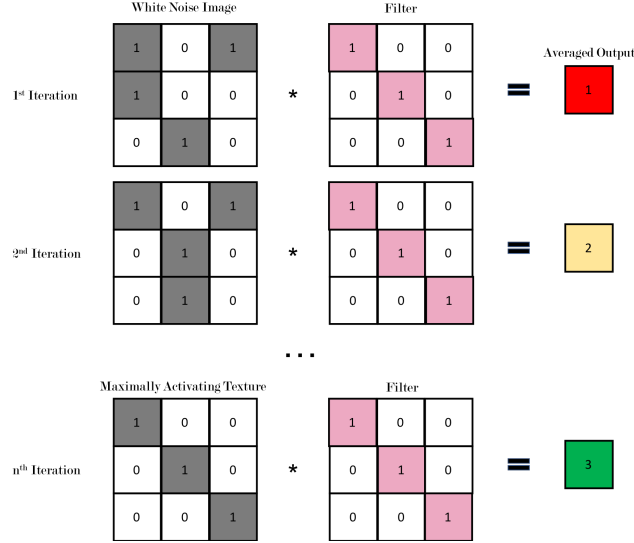 White Noise Image Filter
Averaged Output
1 0 1 1 0 0
1st Iteration 1 0 0 * 0 1 0 = 1
0 1 0 0 0 1
1 0 1 1 0 0
2nd Iteration 0 1 0 * 0 1 0 = 2
0 1 0 0 0 1
...
Maximally Activating Texture Filter
1 0 0 1 0 0
nth Iteration 0 1 0 * 0 1 0 = 3
0 0 1 0 0 1